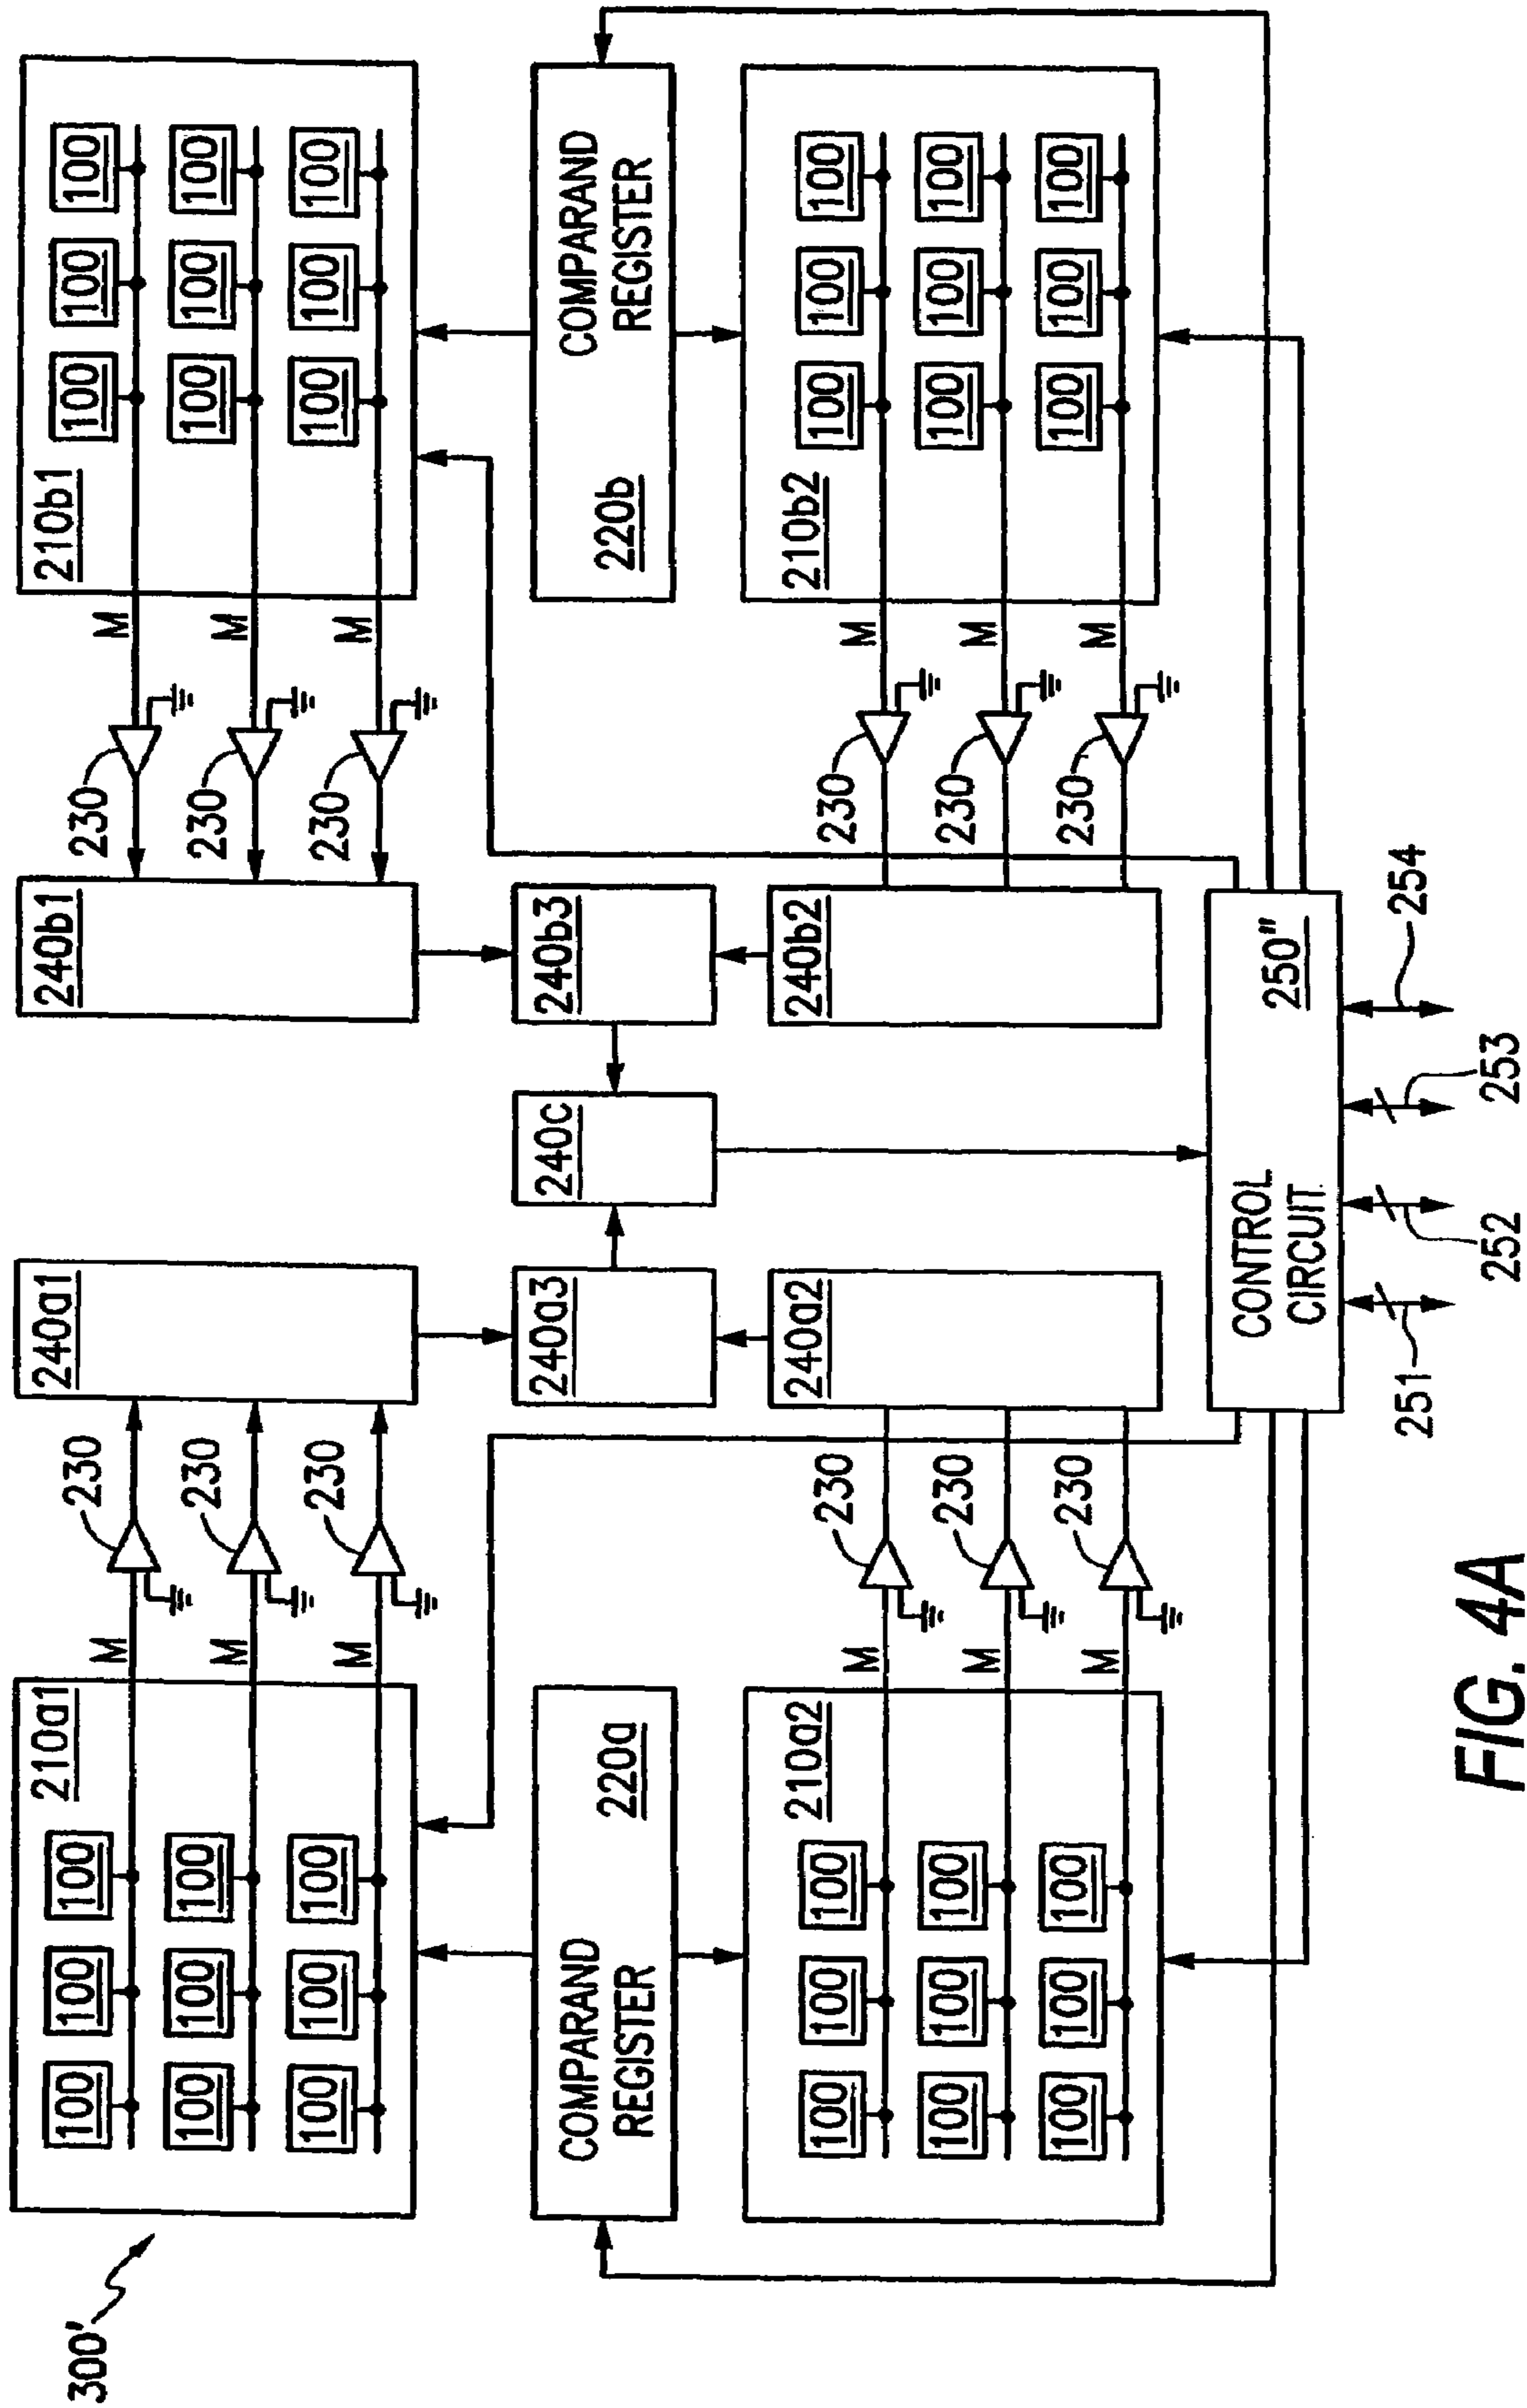 300'
210a1
100 100 100
100 100 100
100 100 100
M
M
M
230
230
230
240a1
240b1
230
230
230
M
M
M
210b1
100 100 100
100 100 100
100 100 100
COMPARAND
REGISTER
220a
240a3
240c
240b3
220b
COMPARAND
REGISTER
210a2
100 100 100
100 100 100
100 100 100
M
M
M
230
230
230
240a2
240b2
230
230
230
M
M
M
210b2
100 100 100
100 100 100
100 100 100
CONTROL
CIRCUIT
250''
251
252
253
254
FIG. 4A